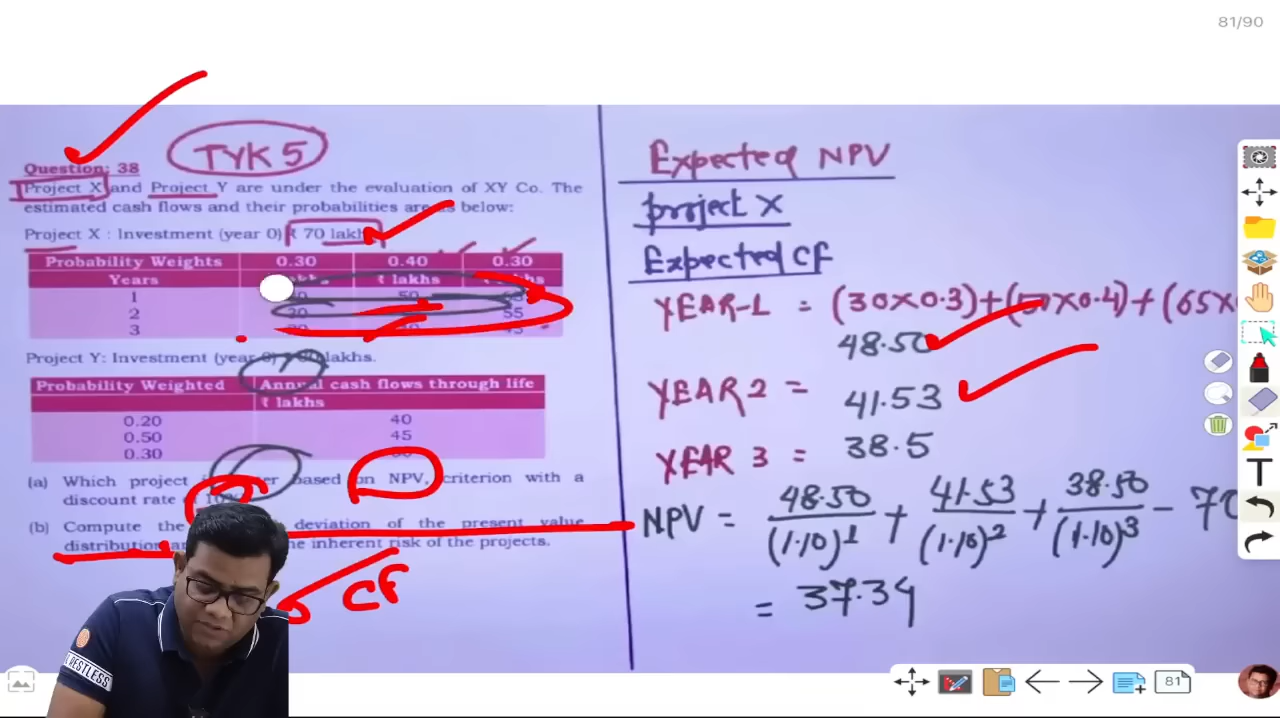 81/90
TYK 5
Question: 38
Project X and Project Y are under the evaluation of XY Co. The
estimated cash flows and their probabilities are as below:
Project X : Investment (year 0) ₹ 70 lakhs
Probability Weights 0.30 0.40 0.30
Years ₹ lakhs
1 50
2 30 55
3
Project Y: Investment (year lakhs.
Probability Weighted Annual cash flows through life
₹ lakhs
0.20 40
0.50 45
0.30
(a) Which project based on NPV, criterion with a
discount rate
(b) Compute the deviation of the present value
distribution the inherent risk of the projects.
CF
Expected NPV
project X
Expected CF
YEAR-1 = (30×0.3)+(50×0.4)+(65×
48.50
YEAR 2 = 41.53
YEAR 3 = 38.5
NPV = 48.50/(1.10)^1 + 41.53/(1.10)^2 + 38.50/(1.10)^3 - 70
= 37.34
T
81